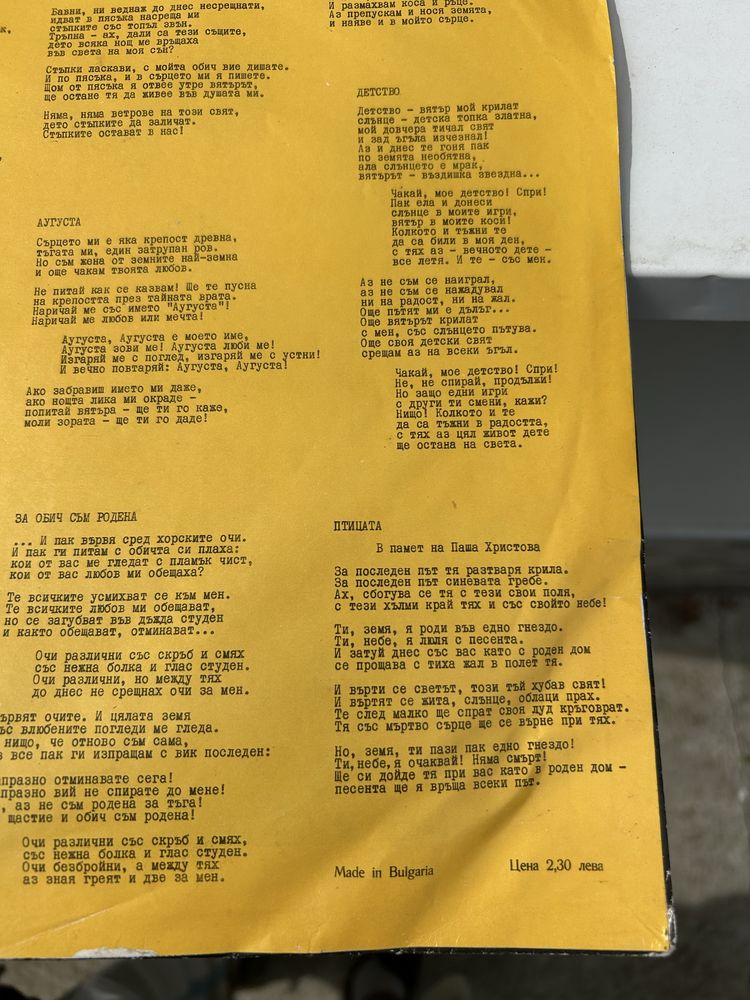 Бавни, ни веднаж до днес несрещнати,
идват в пясъка насреща ми
стъпките със топъл звън.
Тръпна - ах, дали са тези същите,
дето всяка нощ ме връщаха
във света на моя сън?
Стъпки ласкави, с мойта обич вие дишате.
И по пясъка, и в сърцето ми я пишете.
Щом от пясъка я отвее утре вятърът,
ще остане тя да живее във душата ми.
Няма, няма ветрове на този свят,
дето стъпките да заличат.
Стъпките остават в нас!
АУГУСТА
Сърцето ми е яка крепост древна,
тъгата ми, един затрупан ров.
Но съм жена от земните най-земна
и още чакам твоята любов.
Не питай как се казвам! Ще те пусна
на крепостта през тайната врата.
Наричай ме със името "Аугуста"!
Наричай ме любов или мечта!
Аугуста, Аугуста е моето име,
Аугуста зови ме! Аугуста люби ме!
Изгаряй ме с поглед, изгаряй ме с устни!
И вечно повтаряй: Аугуста, Аугуста!
Ако забравиш името ми даже,
ако нощта лика ми окраде -
попитай вятъра - ще ти го каже,
моли зората - ще ти го даде!
ЗА ОБИЧ СЪМ РОДЕНА
... И пак вървя сред хорските очи.
И пак ги питам с обичта си плаха:
кои от вас ме гледат с пламък чист,
кои от вас любов ми обещаха?
Те всичките усмихват се към мен.
Те всичките любов ми обещават,
но се загубват във дъжда студен
и както обещават, отминават...
Очи различни със скръб и смях
със нежна болка и глас студен.
Очи различни, но между тях
до днес не срещнах очи за мен.
ървят очите. И цялата земя
ъс влюбените погледи ме гледа.
нищо, че отново съм сама,
все пак ги изпращам с вик последен:
празно отминавате сега!
празно вий не спирате до мене!
, аз не съм родена за тъга!
щастие и обич съм родена!
Очи различни със скръб и смях,
със нежна болка и глас студен.
Очи безбройни, а между тях
аз зная греят и две за мен.
И размахвам коса и ръце.
Аз препускам и нося земята,
и наяве и в мойто сърце.
ДЕТСТВО
Детство - вятър мой крилат
слънце - детска топка златна,
мой довчера тичал свят
и зад ъгъла изчезнал!
Аз и днес те гоня пак
по земята необятна,
ала слънцето е мрак,
вятърът - въздишка звездна...
Чакай, мое детство! Спри!
Пак ела и донеси
слънце в моите игри,
вятър в моите коси!
Колкото и тъжни те
да са били в моя ден,
с тях аз - вечното дете -
все летя. И те - със мен.
Аз не съм се наиграл,
аз не съм се нажадувал
ни на радост, ни на жал.
Още пътят ми е дълъг...
Още вятърът крилат
с мен, със слънцето пътува.
Още своя детски свят
срещам аз на всеки ъгъл.
Чакай, мое детство! Спри!
Не, не спирай, продължи!
Но защо едни игри
с други ти смени, кажи?
Нищо! Колкото и те
да са тъжни в радостта,
с тях аз цял живот дете
ще остана на света.
ПТИЦАТА
В памет на Паша Христова
За последен път тя разтваря крила.
За последен път синевата гребе.
Ах, сбогува се тя с тези свои поля,
с тези хълми край тях и със свойто небе!
Ти, земя, я роди във едно гнездо.
Ти, небе, я люля с песента.
И затуй днес със вас като с роден дом
се прощава с тиха жал в полет тя.
И върти се светът, този тъй хубав свят!
И въртят се жита, слънце, облаци прах.
Те след малко ще спрат своя луд кръговрат.
Тя със мъртво сърце ще се върне при тях.
Но, земя, ти пази пак едно гнездо!
Ти, небе, я очаквай! Няма смърт!
Ще си дойде тя при вас като в роден дом -
песента ще я връща всеки път.
Made in Bulgaria
Цена 2,30 лева